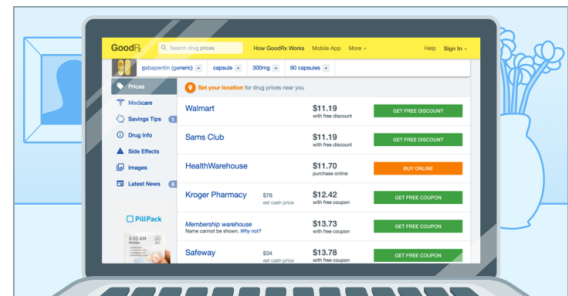 GoodRx
Search drug prices
How GoodRx Works Mobile App More
Help Sign In
gabapentin (generic) capsule 300mg 90 capsules
Prices
Set your location for drug prices near you
Medicare
Savings Tips
Drug Info
Side Effects
Images
Latest News
PillPack
8:52 AM
Walmart
$11.19
with free discount
GET FREE DISCOUNT
Sams Club
$11.19
with free discount
GET FREE DISCOUNT
HealthWarehouse
$11.70
purchase online
BUY ONLINE
Kroger Pharmacy
est cash price
$12.42
with free coupon
GET FREE COUPON
Membership warehouse
Name cannot be shown. Why not?
$13.73
with free coupon
GET FREE COUPON
Safeway
$34
est cash price
$13.78
with free coupon
GET FREE COUPON